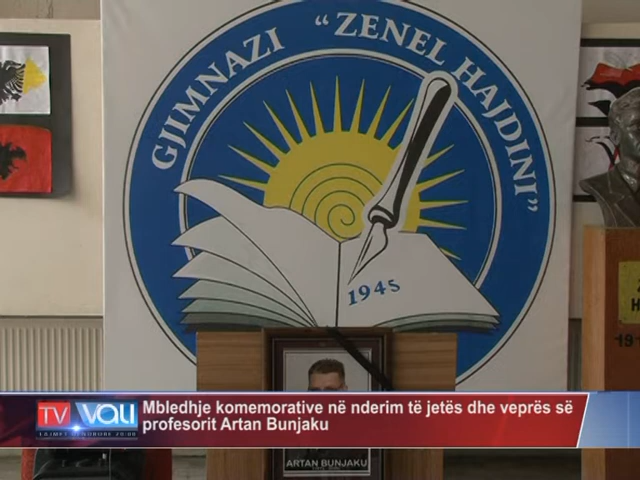 GJIMNAZI "ZENEL HAJDINI"
1945
TV VALI
LAJMET QENDRORE 20:00
Mbledhje komemorative në nderim të jetës dhe veprës së
profesorit Artan Bunjaku
ARTAN BUNJAKU